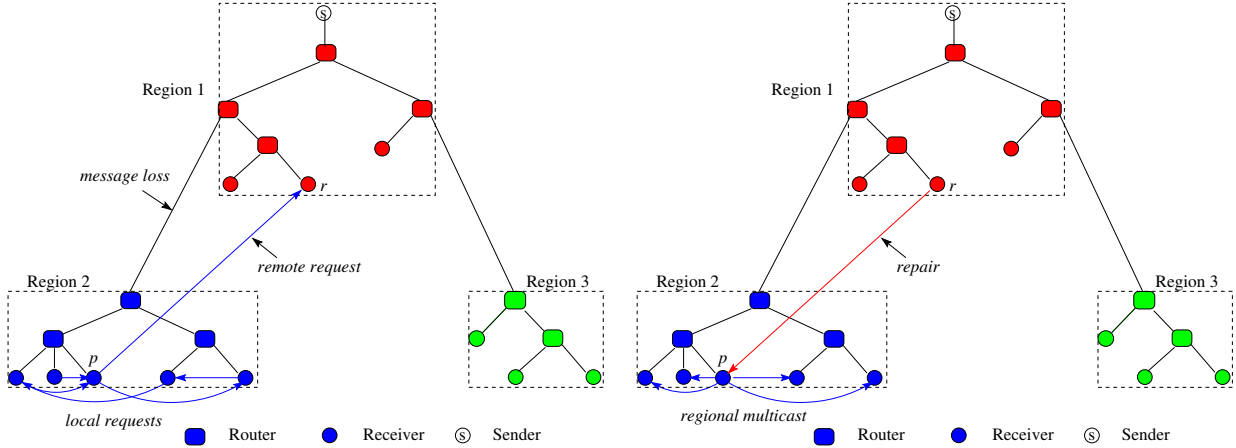 S
Region 1
r
message loss
remote request
Region 2
Region 3
p
local requests
Router
Receiver
S
Sender
S
Region 1
r
repair
Region 2
Region 3
p
regional multicast
Router
Receiver
S
Sender